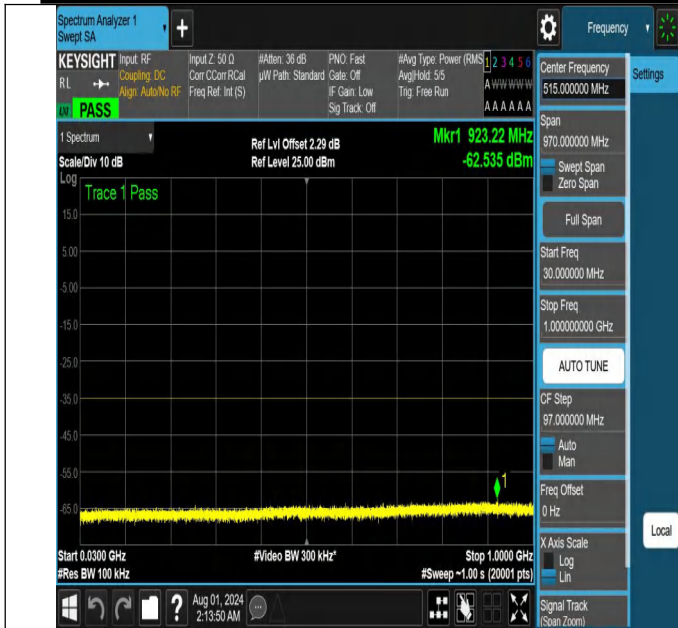 Spectrum Analyzer 1
Swept SA
+
Frequency
KEYSIGHT
RL
PASS
Input: RF
Coupling: DC
Align: Auto/No RF
Input Z: 50 Ω
Corr CCorr RCal
Freq Ref: Int (S)
#Atten: 36 dB
µW Path: Standard
PNO: Fast
Gate: Off
IF Gain: Low
Sig Track: Off
#Avg Type: Power (RMS
Avg|Hold: 5/5
Trig: Free Run
1 2 3 4 5 6
A W W W W W
A A A A A A
1 Spectrum
Scale/Div 10 dB
Ref Lvl Offset 2.29 dB
Ref Level 25.00 dBm
Mkr1 923.22 MHz
-62.535 dBm
Log
Trace 1 Pass
15.0
5.00
-5.00
-15.0
-25.0
-35.0
-45.0
-55.0
-65.0
1
Start 0.0300 GHz
#Res BW 100 kHz
#Video BW 300 kHz*
Stop 1.0000 GHz
#Sweep ~1.00 s (20001 pts)
Center Frequency
515.000000 MHz
Settings
Span
970.000000 MHz
Swept Span
Zero Span
Full Span
Start Freq
30.000000 MHz
Stop Freq
1.000000000 GHz
AUTO TUNE
CF Step
97.000000 MHz
Auto
Man
Freq Offset
0 Hz
Local
X Axis Scale
Log
Lin
Signal Track
(Span Zoom)
?
Aug 01, 2024
2:13:50 AM